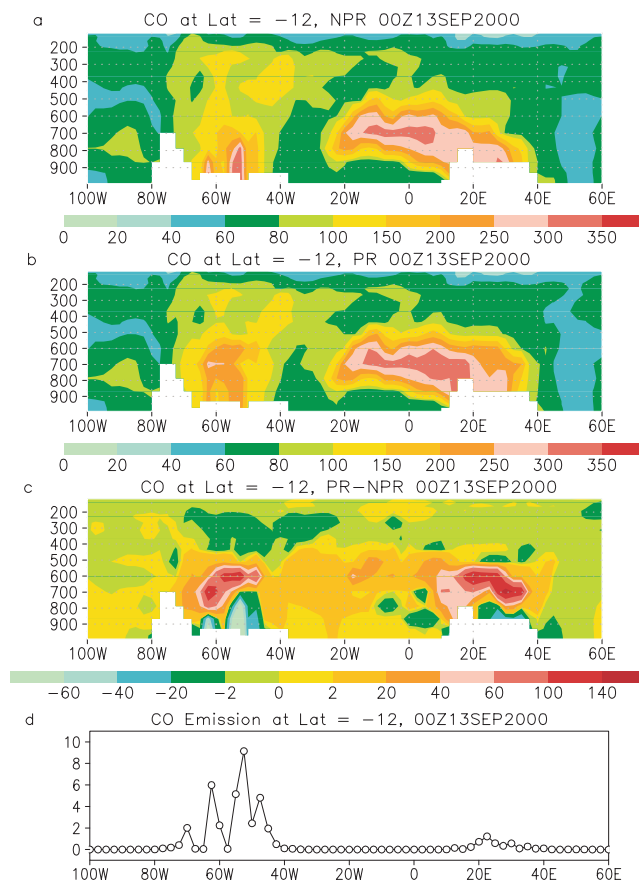 a CO at Lat = −12, NPR 00Z13SEP2000
200
300
400
500
600
700
800
900
100W 80W 60W 40W 20W 0 20E 40E 60E
0 20 40 60 80 100 150 200 250 300 350
b CO at Lat = −12, PR 00Z13SEP2000
200
300
400
500
600
700
800
900
100W 80W 60W 40W 20W 0 20E 40E 60E
0 20 40 60 80 100 150 200 250 300 350
c CO at Lat = −12, PR−NPR 00Z13SEP2000
200
300
400
500
600
700
800
900
100W 80W 60W 40W 20W 0 20E 40E 60E
−60 −40 −20 −2 0 2 20 40 60 100 140
d CO Emission at Lat = −12, 00Z13SEP2000
10
8
6
4
2
0
100W 80W 60W 40W 20W 0 20E 40E 60E